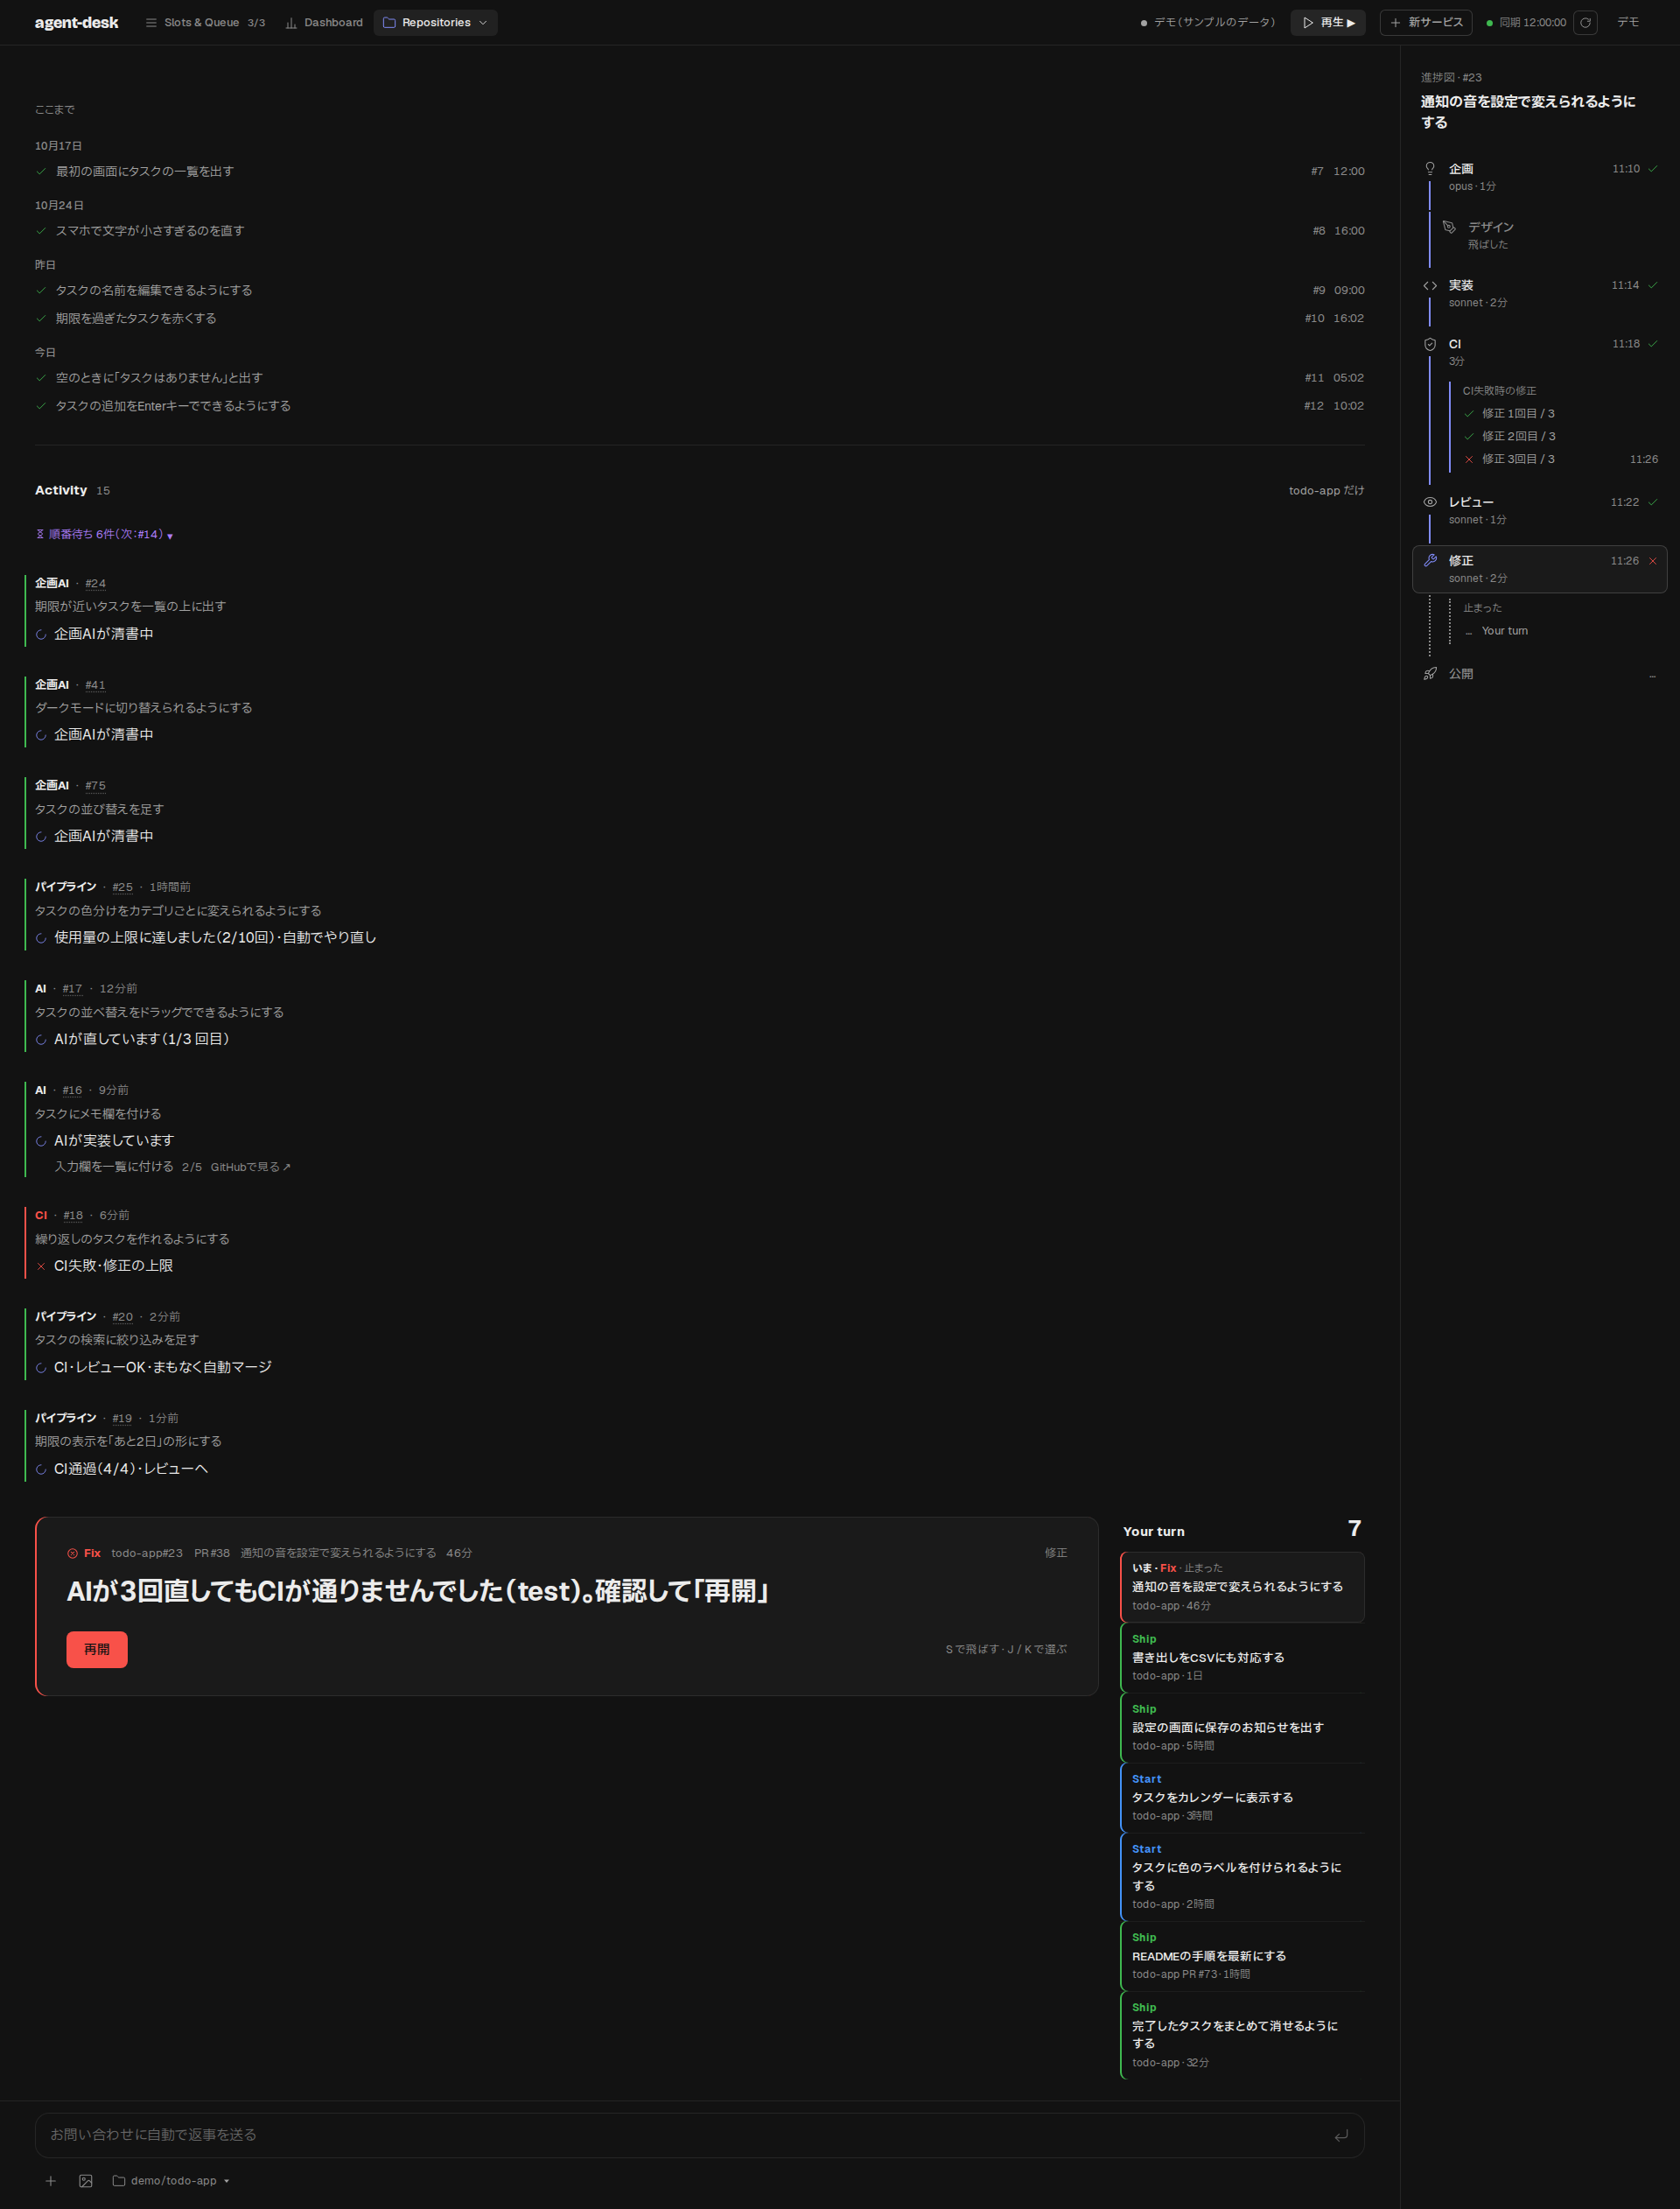 agent-desk
Slots & Queue 3/3
Dashboard
Repositories
デモ(サンプルのデータ)
再生 ▶
新サービス
同期 12:00:00
デモ
ここまで
10月17日
最初の画面にタスクの一覧を出す #7 12:00
10月24日
スマホで文字が小さすぎるのを直す #8 16:00
昨日
タスクの名前を編集できるようにする #9 09:00
期限を過ぎたタスクを赤くする #10 16:02
今日
空のときに「タスクはありません」と出す #11 05:02
タスクの追加をEnterキーでできるようにする #12 10:02
Activity 15
todo-app だけ
順番待ち 6件(次:#14) ▾
企画AI · #24
期限が近いタスクを一覧の上に出す
企画AIが清書中
企画AI · #41
ダークモードに切り替えられるようにする
企画AIが清書中
企画AI · #75
タスクの並び替えを足す
企画AIが清書中
パイプライン · #25 · 1時間前
タスクの色分けをカテゴリごとに変えられるようにする
使用量の上限に達しました(2/10回)・自動でやり直し
AI · #17 · 12分前
タスクの並べ替えをドラッグでできるようにする
AIが直しています(1/3 回目)
AI · #16 · 9分前
タスクにメモ欄を付ける
AIが実装しています
入力欄を一覧に付ける 2/5 GitHubで見る ↗
CI · #18 · 6分前
繰り返しのタスクを作れるようにする
CI失敗・修正の上限
パイプライン · #20 · 2分前
タスクの検索に絞り込みを足す
CI・レビューOK・まもなく自動マージ
パイプライン · #19 · 1分前
期限の表示を「あと2日」の形にする
CI通過(4/4)・レビューへ
Fix todo-app#23 PR#38 通知の音を設定で変えられるようにする 46分 修正
AIが3回直してもCIが通りませんでした(test)。確認して「再開」
再開
Sで飛ばす · J / Kで選ぶ
Your turn 7
いま · Fix · 止まった
通知の音を設定で変えられるようにする
todo-app · 46分
Ship
書き出しをCSVにも対応する
todo-app · 1日
Ship
設定の画面に保存のお知らせを出す
todo-app · 5時間
Start
タスクをカレンダーに表示する
todo-app · 3時間
Start
タスクに色のラベルを付けられるように
する
todo-app · 2時間
Ship
READMEの手順を最新にする
todo-app PR #73 · 1時間
Ship
完了したタスクをまとめて消せるように
する
todo-app · 32分
お問い合わせに自動で返事を送る
demo/todo-app
進捗図 · #23
通知の音を設定で変えられるように
する
企画 11:10
opus · 1分
デザイン
飛ばした
実装 11:14
sonnet · 2分
CI 11:18
3分
CI失敗時の修正
修正 1回目 / 3
修正 2回目 / 3
修正 3回目 / 3 11:26
レビュー 11:22
sonnet · 1分
修正 11:26
sonnet · 2分
止まった
… Your turn
公開 …